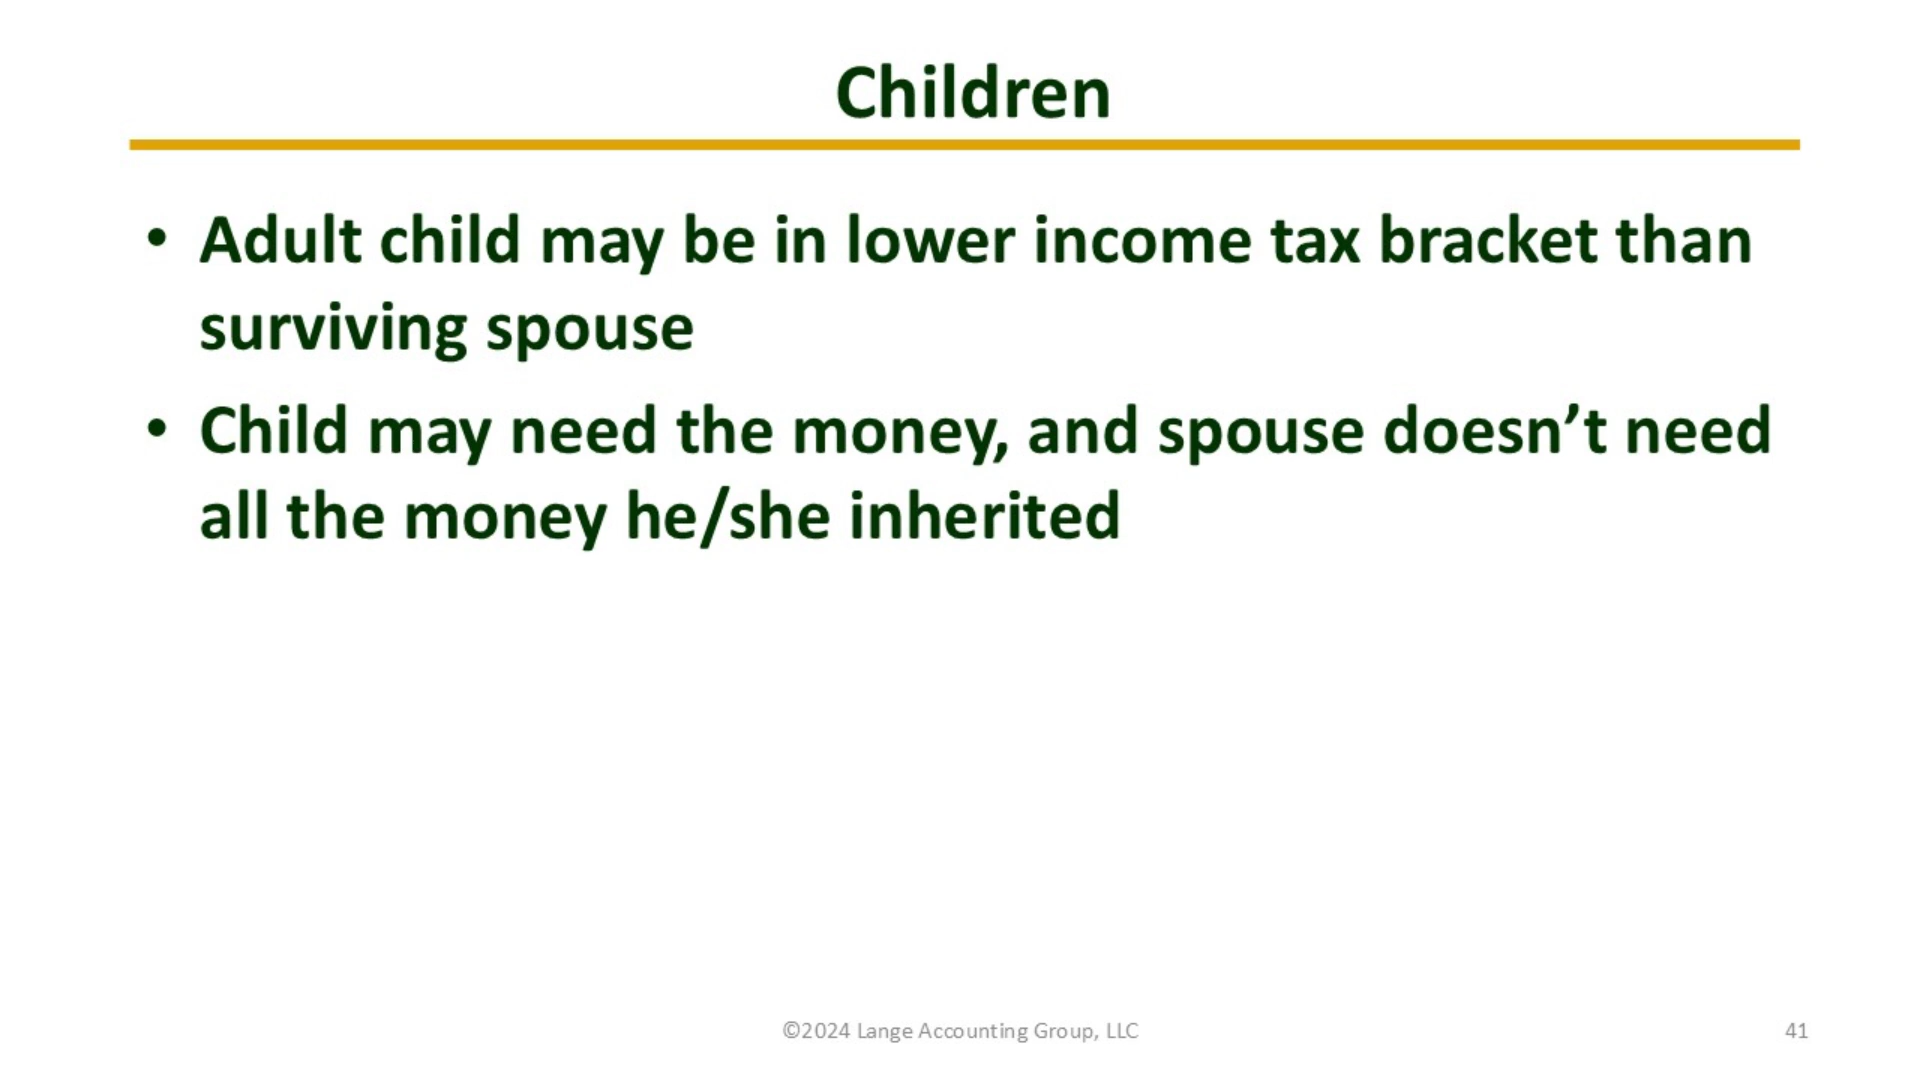 Children
• Adult child may be in lower income tax bracket than
surviving spouse
• Child may need the money, and spouse doesn’t need
all the money he/she inherited
©2024 Lange Accounting Group, LLC
41